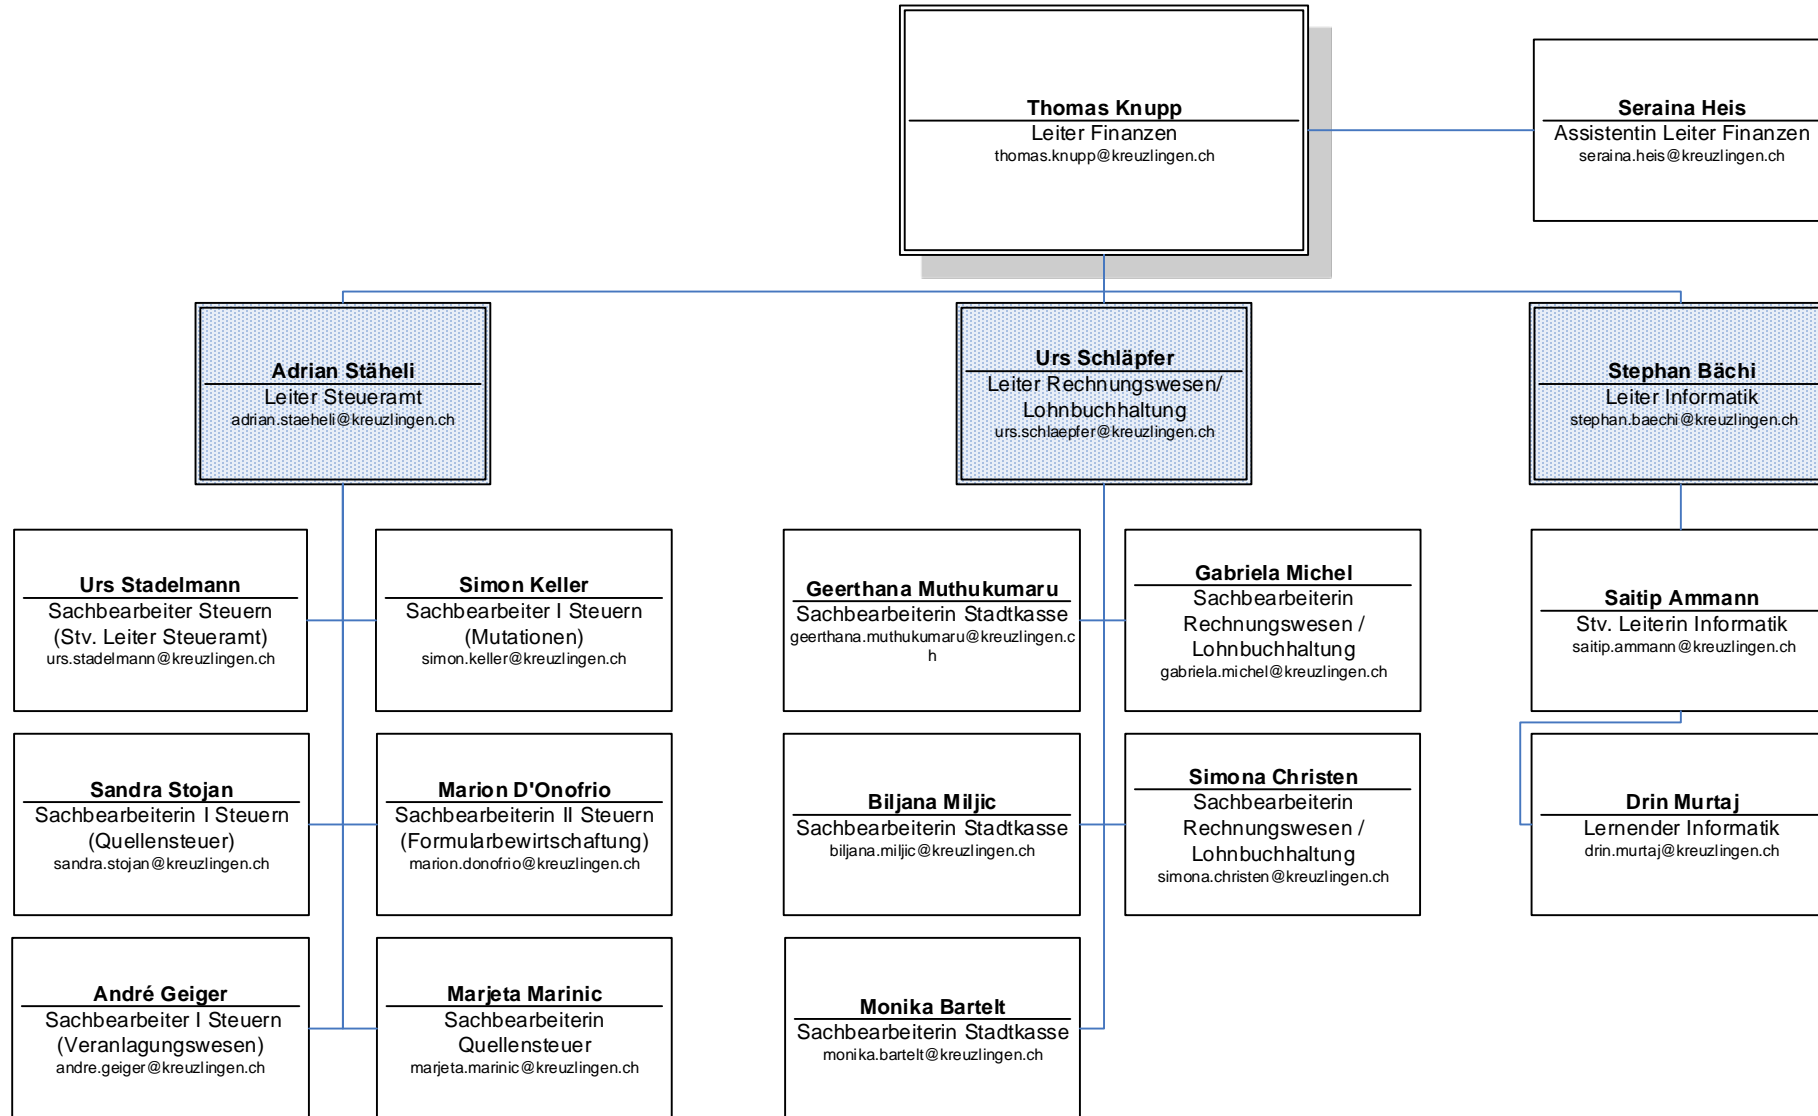 Thomas Knupp
Leiter Finanzen
thomas.knupp@kreuzlingen.ch
Seraina Heis
Assistentin Leiter Finanzen
seraina.heis@kreuzlingen.ch
Adrian Stäheli
Leiter Steueramt
adrian.staeheli@kreuzlingen.ch
Urs Schläpfer
Leiter Rechnungswesen/
Lohnbuchhaltung
urs.schlaepfer@kreuzlingen.ch
Stephan Bächi
Leiter Informatik
stephan.baechi@kreuzlingen.ch
Urs Stadelmann
Sachbearbeiter Steuern
(Stv. Leiter Steueramt)
urs.stadelmann@kreuzlingen.ch
Simon Keller
Sachbearbeiter I Steuern
(Mutationen)
simon.keller@kreuzlingen.ch
Geerthana Muthukumaru
Sachbearbeiterin Stadtkasse
geerthana.muthukumaru@kreuzlingen.c
h
Gabriela Michel
Sachbearbeiterin
Rechnungswesen /
Lohnbuchhaltung
gabriela.michel@kreuzlingen.ch
Saitip Ammann
Stv. Leiterin Informatik
saitip.ammann@kreuzlingen.ch
Sandra Stojan
Sachbearbeiterin I Steuern
(Quellensteuer)
sandra.stojan@kreuzlingen.ch
Marion D'Onofrio
Sachbearbeiterin II Steuern
(Formularbewirtschaftung)
marion.donofrio@kreuzlingen.ch
Biljana Miljic
Sachbearbeiterin Stadtkasse
biljana.miljic@kreuzlingen.ch
Simona Christen
Sachbearbeiterin
Rechnungswesen /
Lohnbuchhaltung
simona.christen@kreuzlingen.ch
Drin Murtaj
Lernender Informatik
drin.murtaj@kreuzlingen.ch
André Geiger
Sachbearbeiter I Steuern
(Veranlagungswesen)
andre.geiger@kreuzlingen.ch
Marjeta Marinic
Sachbearbeiterin
Quellensteuer
marjeta.marinic@kreuzlingen.ch
Monika Bartelt
Sachbearbeiterin Stadtkasse
monika.bartelt@kreuzlingen.ch